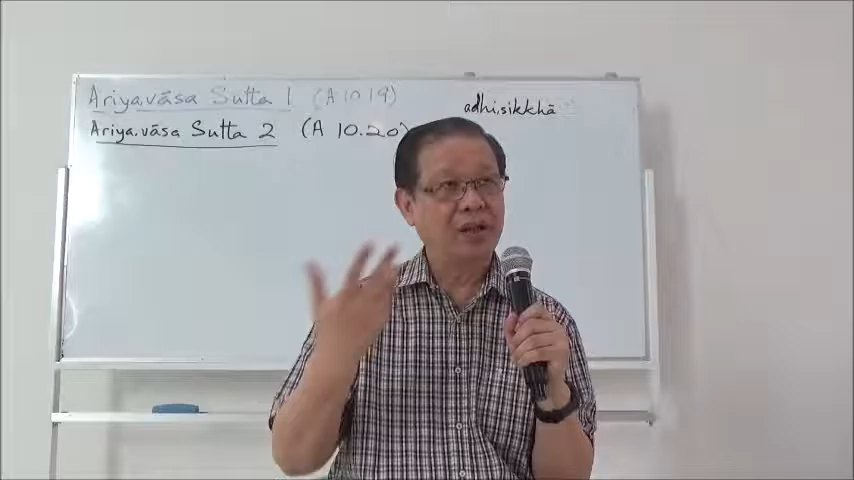 Ariya,vāsa Sutta 1 (A 10.19)
adhi,sikkhā
Ariya,vāsa Sutta 2 (A 10.20)